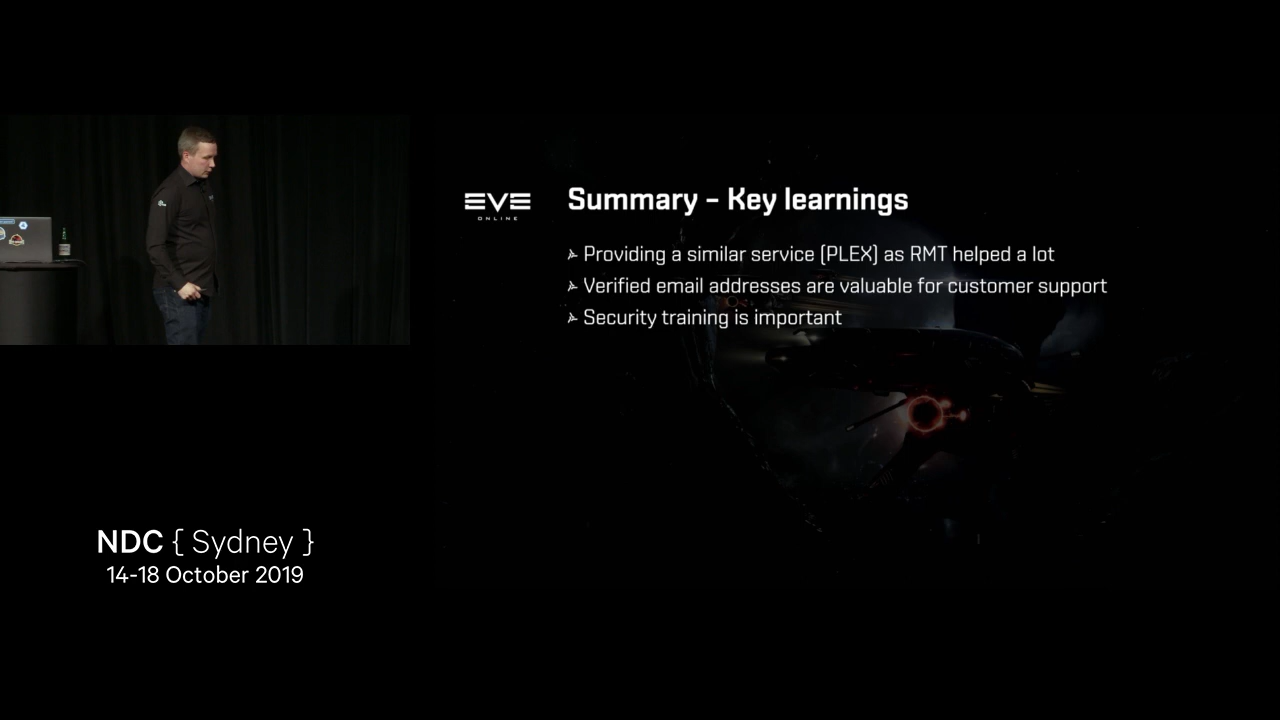 EVE
ONLINE
Summary – Key learnings
Providing a similar service (PLEX) as RMT helped a lot
Verified email addresses are valuable for customer support
Security training is important
NDC { Sydney }
14-18 October 2019